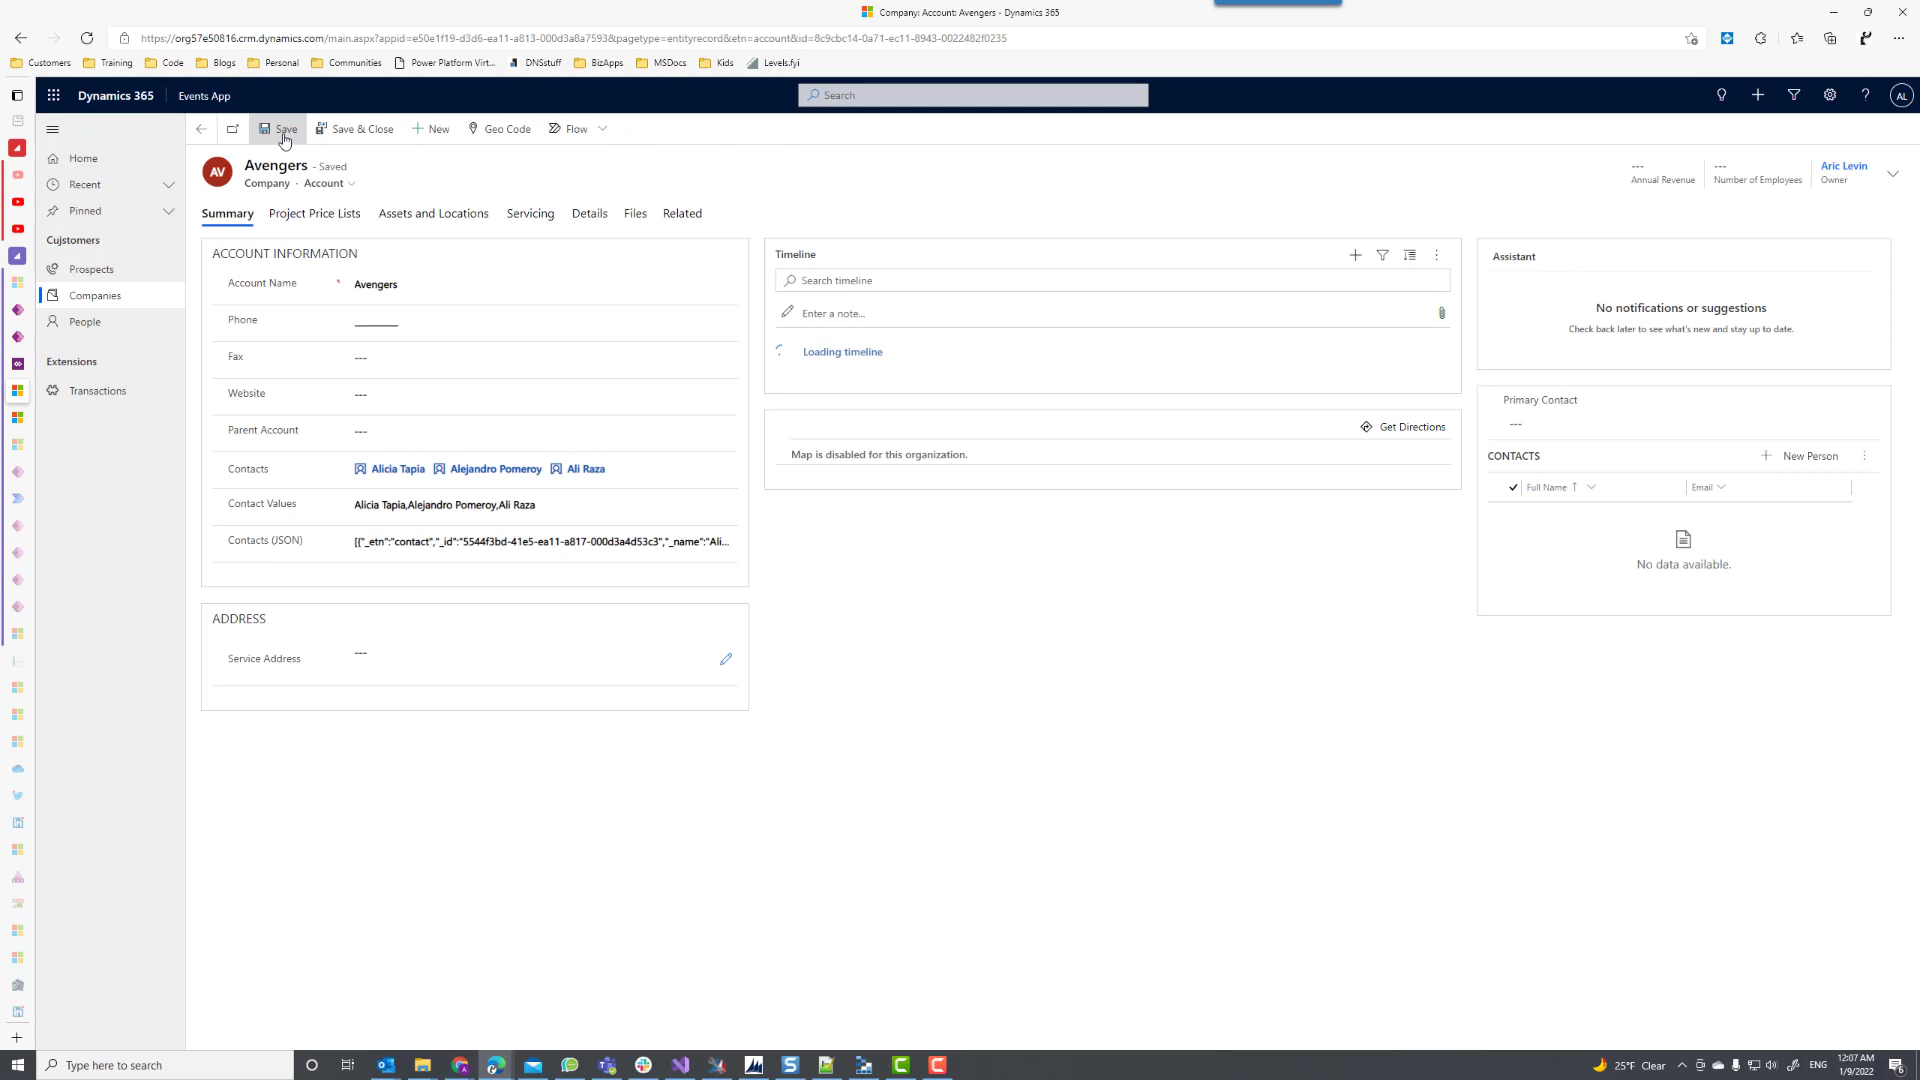 Company: Account: Avengers - Dynamics 365
https://org57e50816.crm.dynamics.com/main.aspx?appid=e50e1f19-d3d6-ea11-a813-000d3a8a7593&pagetype=entityrecord&etn=account&id=8c9cbc14-0a71-ec11-8943-0022482f0235
Customers Training Code Blogs Personal Communities Power Platform Virt... DNSstuff BizApps MSDocs Kids Levels.fyi
Dynamics 365 Events App Search AL
Save Save & Close New Geo Code Flow
Home
Recent
Pinned
Cujstomers
Prospects
Companies
People
Extensions
Transactions
AV
Avengers - Saved
Company · Account
--- Annual Revenue
--- Number of Employees
Aric Levin
Owner
Summary Project Price Lists Assets and Locations Servicing Details Files Related
ACCOUNT INFORMATION
Account Name * Avengers
Phone
Fax ---
Website ---
Parent Account ---
Contacts Alicia Tapia Alejandro Pomeroy Ali Raza
Contact Values Alicia Tapia,Alejandro Pomeroy,Ali Raza
Contacts (JSON) [{"_etn":"contact","_id":"5544f3bd-41e5-ea11-a817-000d3a4d53c3","_name":"Ali...
ADDRESS
Service Address ---
Timeline
Search timeline
Enter a note...
Loading timeline
Get Directions
Map is disabled for this organization.
Assistant
No notifications or suggestions
Check back later to see what's new and stay up to date.
Primary Contact
---
CONTACTS New Person
Full Name ↑ Email
No data available.
Type here to search
25°F Clear ENG
12:07 AM
1/9/2022
6